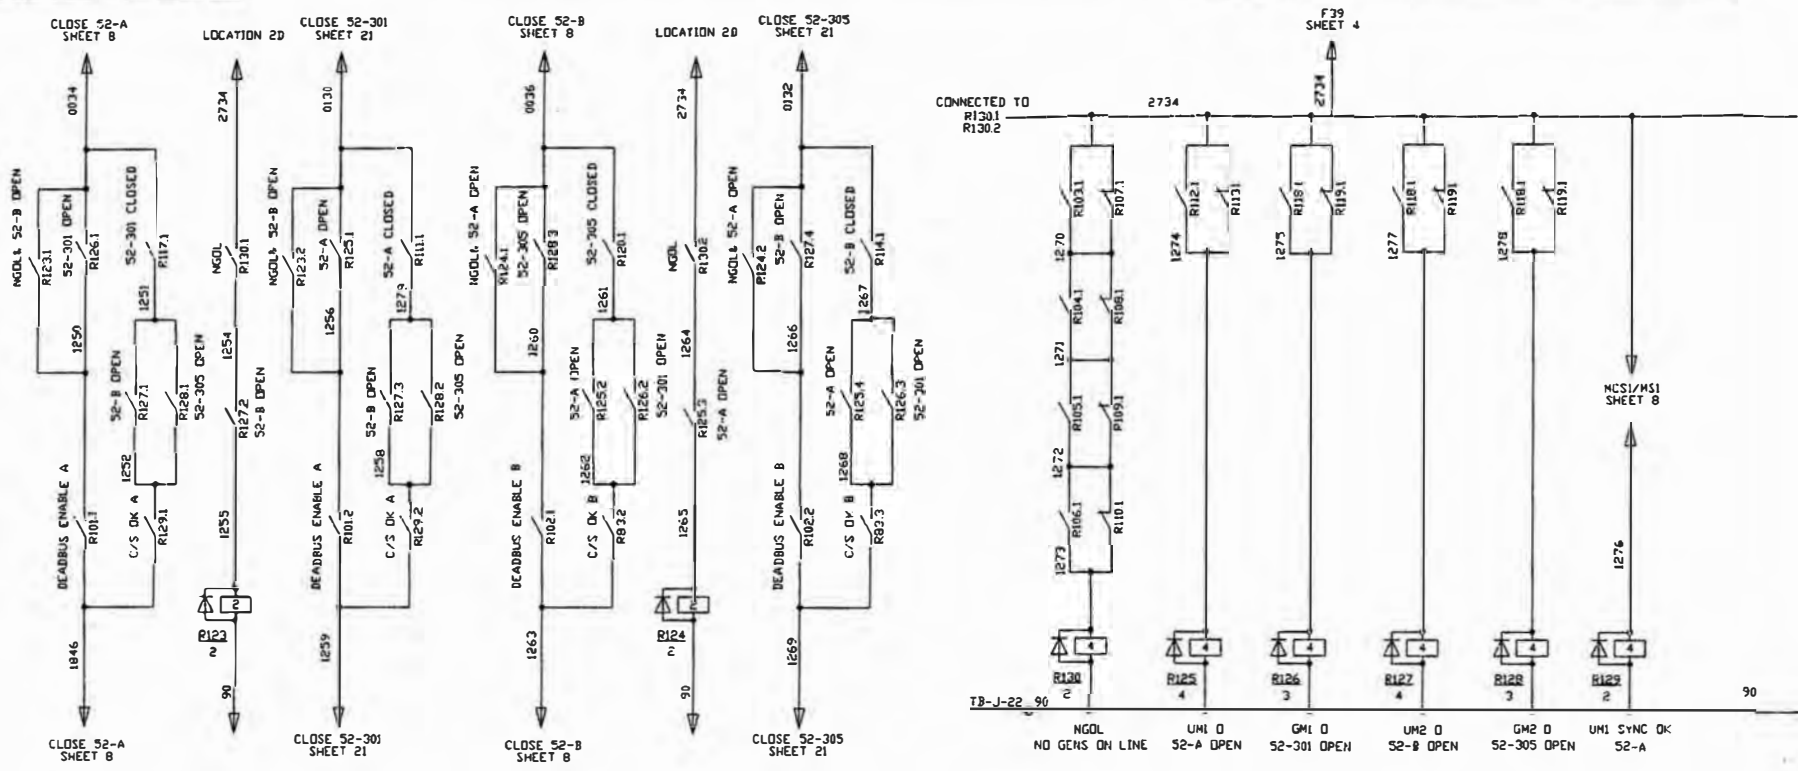 CLOSE 52-A
SHEET 8
0034
NGOL& 52-B OPEN
R123.1
52-301 OPEN
R126.1
52-301 CLOSED
R117.1
1251
1250
52-B OPEN
R127.1
R128.1
52-305 OPEN
1252
DEADBUS ENABLE A
R101.1
C/S OK A
R129.1
1846
CLOSE 52-A
SHEET 8
LOCATION 2D
2734
NGOL
R130.1
1254
R127.2
52-B OPEN
1255
2
R123
2
90
CLOSE 52-301
SHEET 21
0130
NGOL& 52-B OPEN
R123.2
52-A OPEN
R125.1
52-A CLOSED
R111.1
1279
1256
52-B OPEN
R127.3
R128.2
52-305 OPEN
1258
DEADBUS ENABLE A
R101.2
C/S OK A
R129.2
1259
CLOSE 52-301
SHEET 21
CLOSE 52-B
SHEET 8
0036
NGOL& 52-A OPEN
R124.1
52-305 OPEN
R128.3
52-305 CLOSED
R120.1
1261
1260
52-A OPEN
R125.2
R126.2
52-301 OPEN
1262
DEADBUS ENABLE B
R102.1
C/S OK B
R83.2
1263
CLOSE 52-B
SHEET 8
LOCATION 2D
2734
NGOL
R130.2
1264
R125.3
52-A OPEN
1265
2
R124
2
90
CLOSE 52-305
SHEET 21
0132
NGOL& 52-A OPEN
R124.2
52-B OPEN
R127.4
52-B CLOSED
R114.1
1267
1266
52-A OPEN
R125.4
R126.3
52-301 OPEN
1268
DEADBUS ENABLE B
R102.2
C/S OK B
R83.3
1269
CLOSE 52-305
SHEET 21
F39
SHEET 4
2734
CONNECTED TO
R130.1
R130.2
2734
R103.1
R107.1
1270
R104.1
R108.1
1271
R105.1
R109.1
1272
R106.1
R110.1
1273
4
R130
2
R112.1
R1131
1274
4
R125
4
R118.1
R119.1
1275
4
R126
3
R118.1
R1191
1277
4
R127
4
R118.1
R119.1
1278
4
R128
3
MCS1/MS1
SHEET 8
1276
4
R129
2
TB-J-22 90
90
NGOL
NO GENS ON LINE
UM1 O
52-A OPEN
GM1 O
52-301 OPEN
UM2 O
52-B OPEN
GM2 O
52-305 OPEN
UM1 SYNC OK
52-A